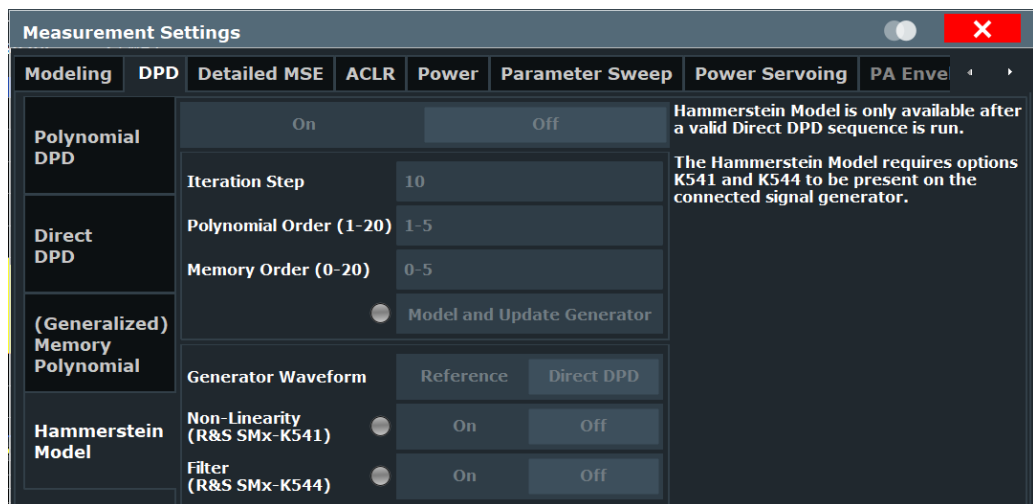 Measurement Settings
Modeling DPD Detailed MSE ACLR Power Parameter Sweep Power Servoing PA Enve
Polynomial
DPD
Direct
DPD
(Generalized)
Memory
Polynomial
Hammerstein
Model
On Off
Iteration Step 10
Polynomial Order (1-20) 1-5
Memory Order (0-20) 0-5
Model and Update Generator
Generator Waveform Reference Direct DPD
Non-Linearity
(R&S SMx-K541)
On Off
Filter
(R&S SMx-K544)
On Off
Hammerstein Model is only available after
a valid Direct DPD sequence is run.
The Hammerstein Model requires options
K541 and K544 to be present on the
connected signal generator.